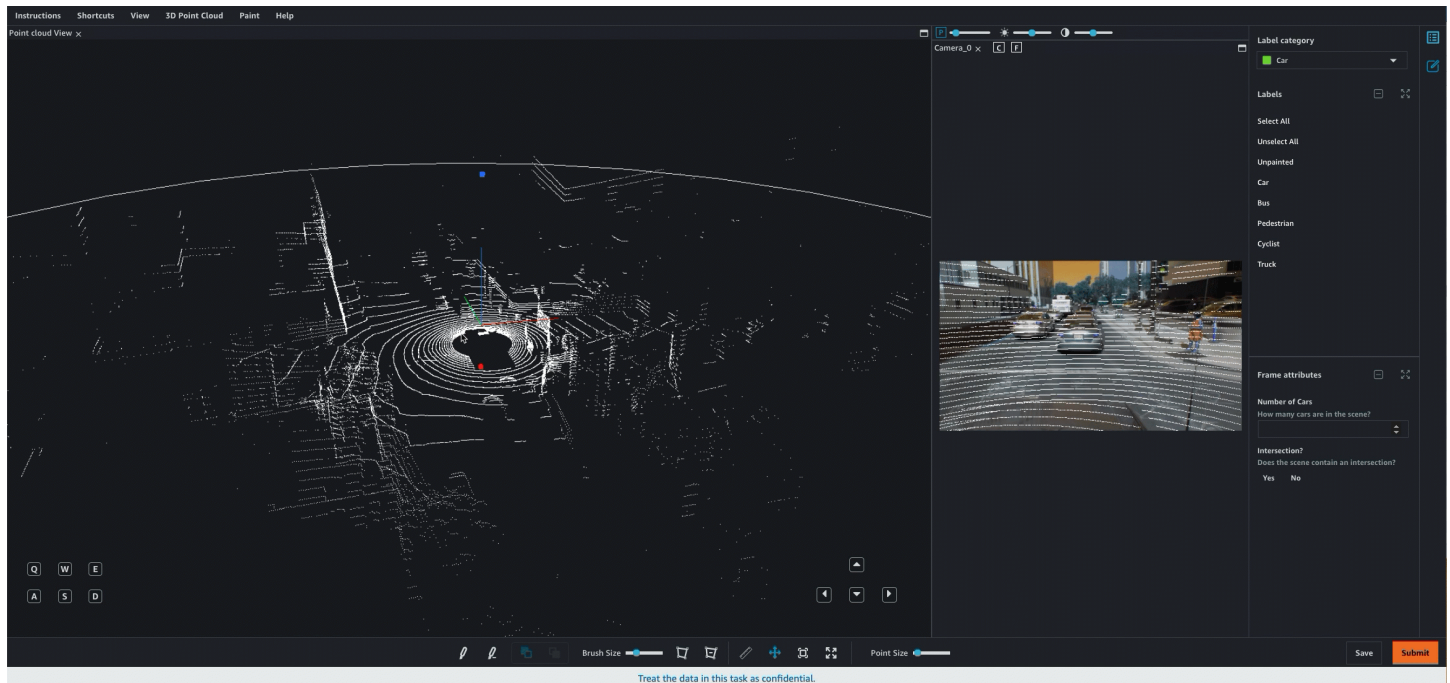 Instructions Shortcuts View 3D Point Cloud Paint Help
Point cloud View x
P
Camera_0 x C F
Label category
Car
Labels
Select All
Unselect All
Unpainted
Car
Bus
Pedestrian
Cyclist
Truck
Frame attributes
Number of Cars
How many cars are in the scene?
Intersection?
Does the scene contain an intersection?
Yes No
Q W E
A S D
Brush Size
Point Size
Save Submit
Treat the data in this task as confidential.